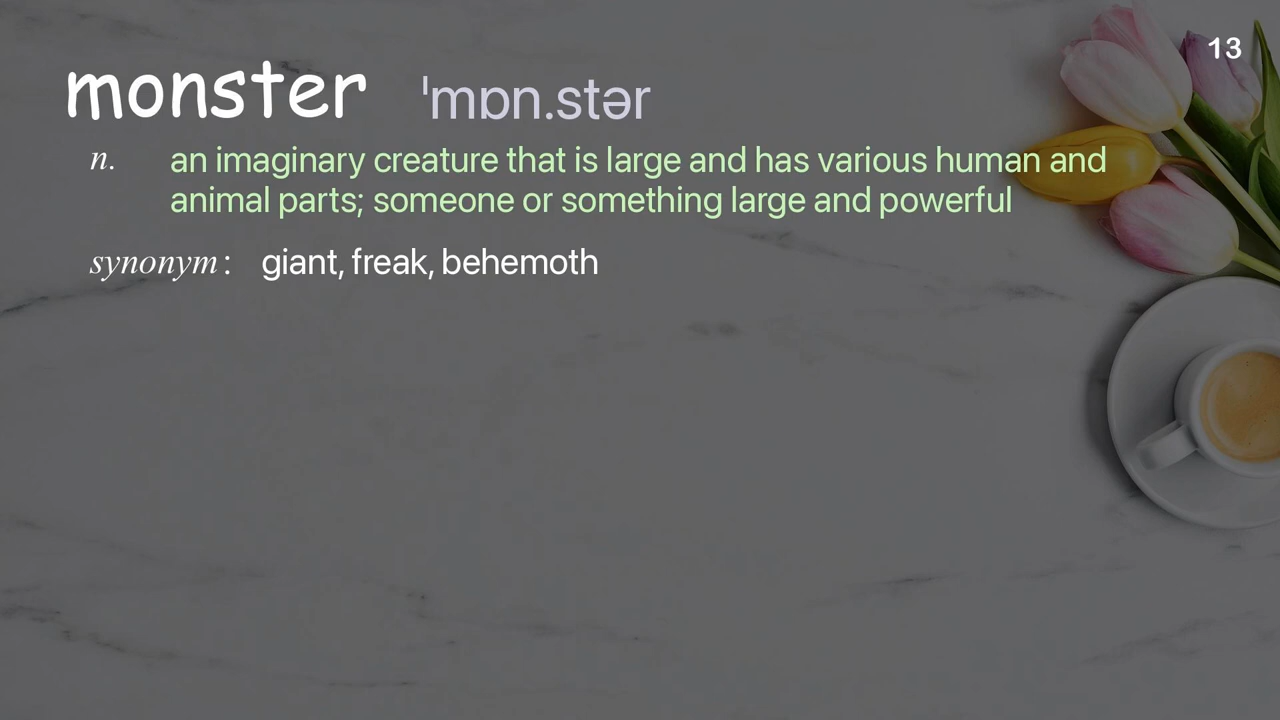 13
monster ˈmɒn.stər
n. an imaginary creature that is large and has various human and
animal parts; someone or something large and powerful
synonym: giant, freak, behemoth